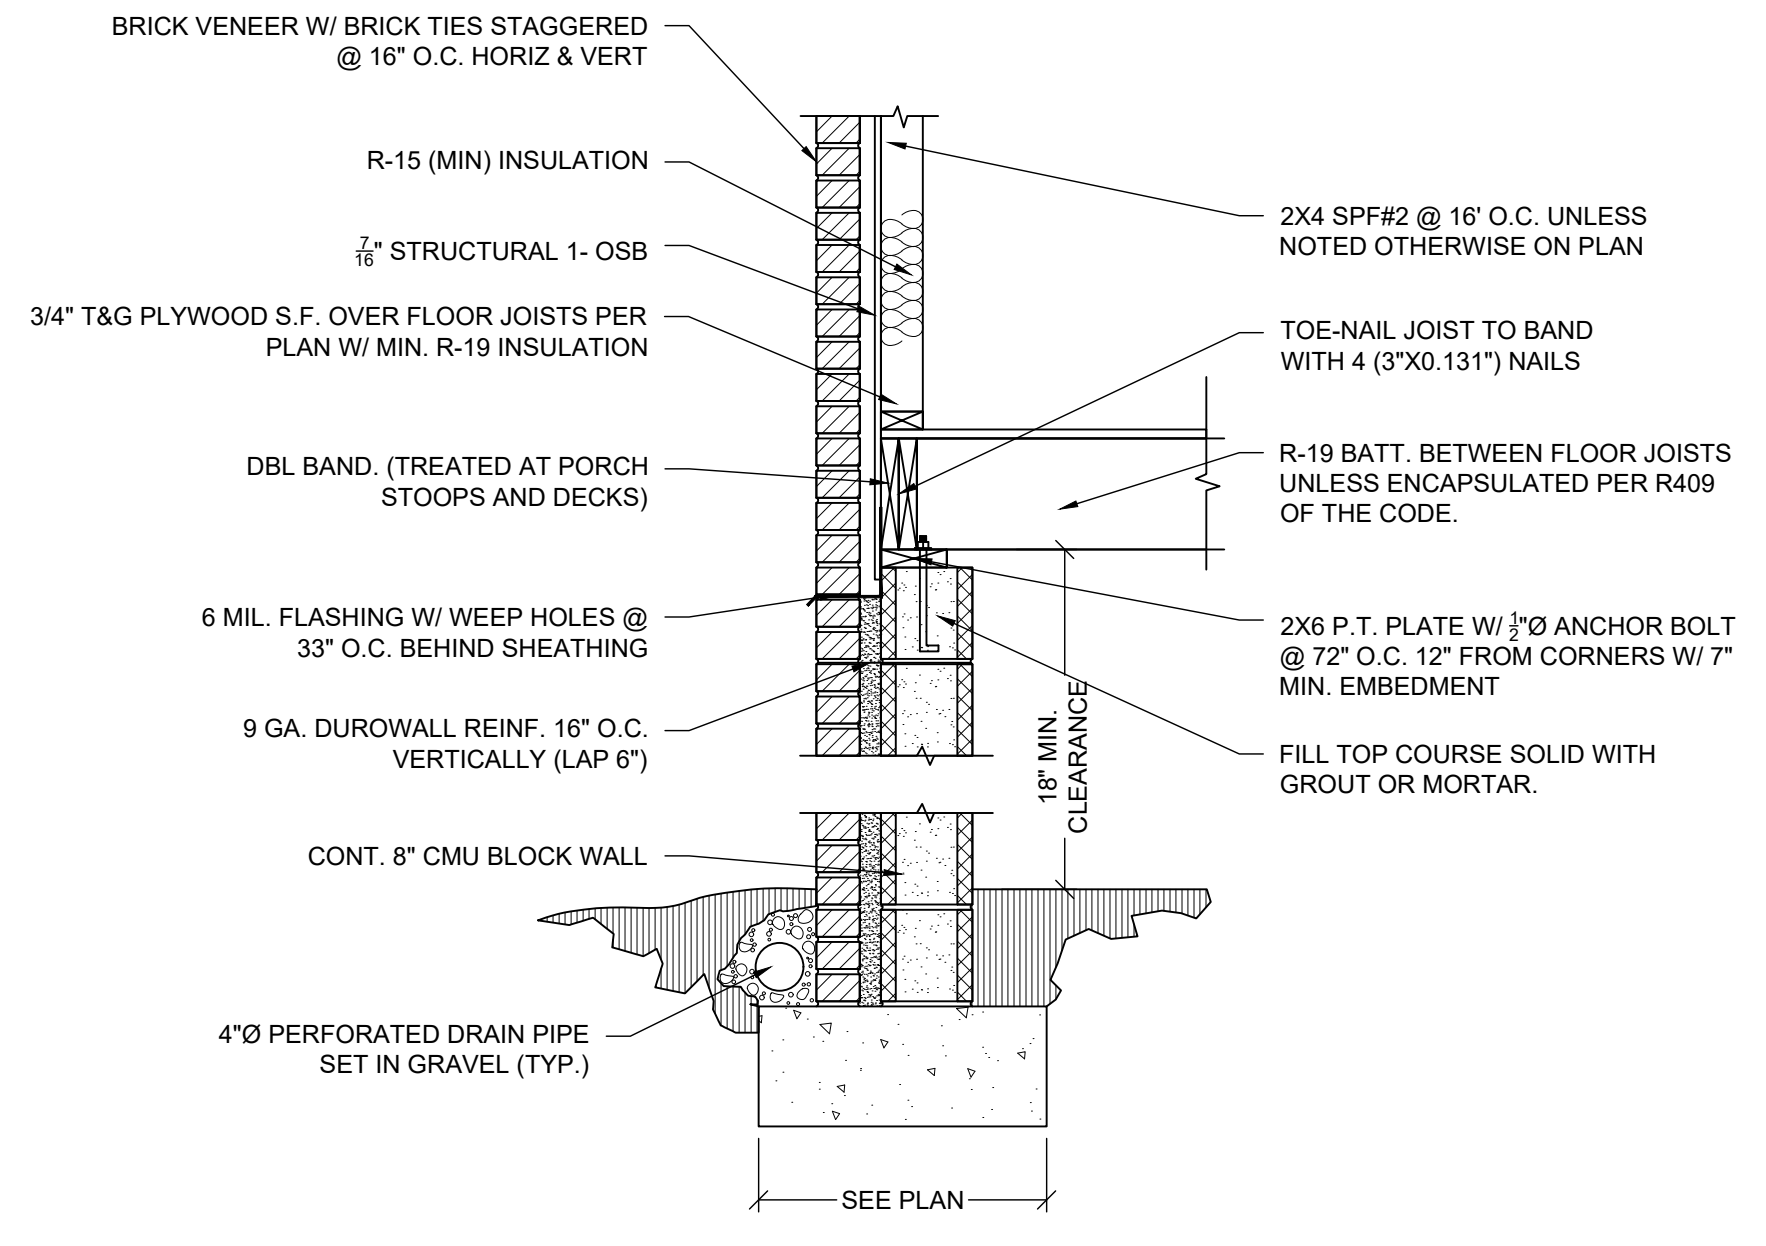 BRICK VENEER W/ BRICK TIES STAGGERED
@ 16" O.C. HORIZ & VERT
R-15 (MIN) INSULATION
7/16" STRUCTURAL 1- OSB
3/4" T&G PLYWOOD S.F. OVER FLOOR JOISTS PER
PLAN W/ MIN. R-19 INSULATION
DBL BAND. (TREATED AT PORCH
STOOPS AND DECKS)
6 MIL. FLASHING W/ WEEP HOLES @
33" O.C. BEHIND SHEATHING
9 GA. DUROWALL REINF. 16" O.C.
VERTICALLY (LAP 6")
CONT. 8" CMU BLOCK WALL
4"Ø PERFORATED DRAIN PIPE
SET IN GRAVEL (TYP.)
2X4 SPF#2 @ 16' O.C. UNLESS
NOTED OTHERWISE ON PLAN
TOE-NAIL JOIST TO BAND
WITH 4 (3"X0.131") NAILS
R-19 BATT. BETWEEN FLOOR JOISTS
UNLESS ENCAPSULATED PER R409
OF THE CODE.
2X6 P.T. PLATE W/ 1/2"Ø ANCHOR BOLT
@ 72" O.C. 12" FROM CORNERS W/ 7"
MIN. EMBEDMENT
FILL TOP COURSE SOLID WITH
GROUT OR MORTAR.
18" MIN.
CLEARANCE
SEE PLAN